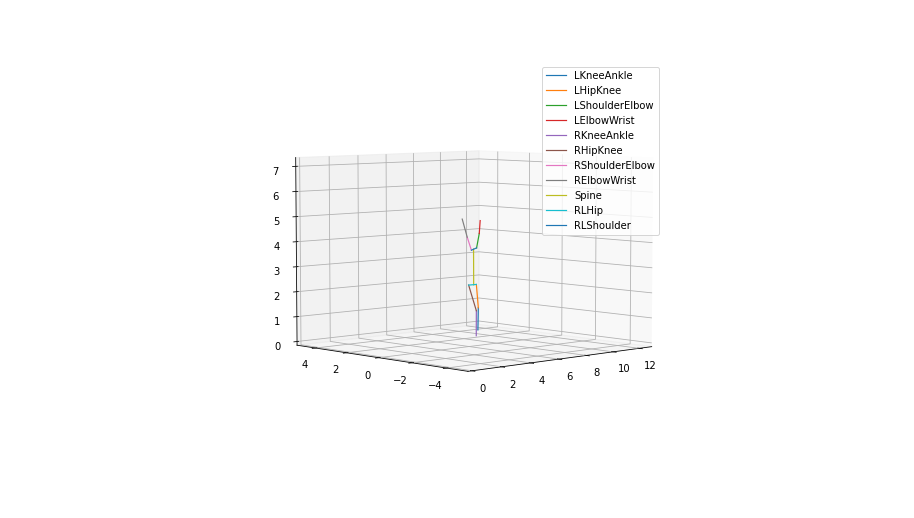 LKneeAnkle
LHipKnee
LShoulderElbow
LElbowWrist
RKneeAnkle
RHipKnee
RShoulderElbow
RElbowWrist
Spine
RLHip
RLShoulder
7
6
5
4
3
2
1
0
4
2
0
−2
−4
0
2
4
6
8
10
12